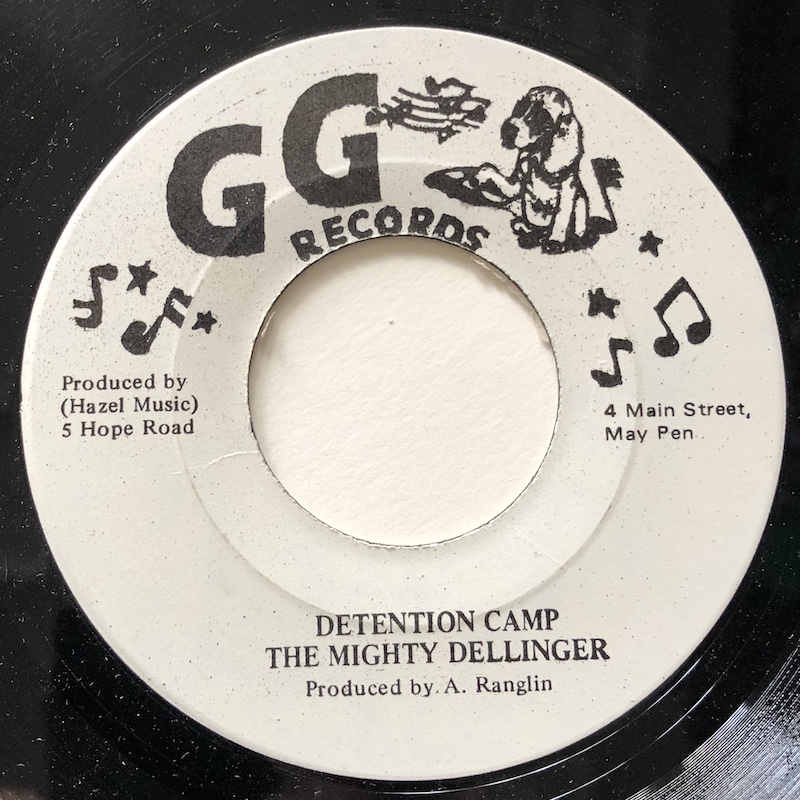 GG
RECORDS
Produced by
(Hazel Music)
5 Hope Road
4 Main Street,
May Pen
DETENTION CAMP
THE MIGHTY DELLINGER
Produced by. A. Ranglin